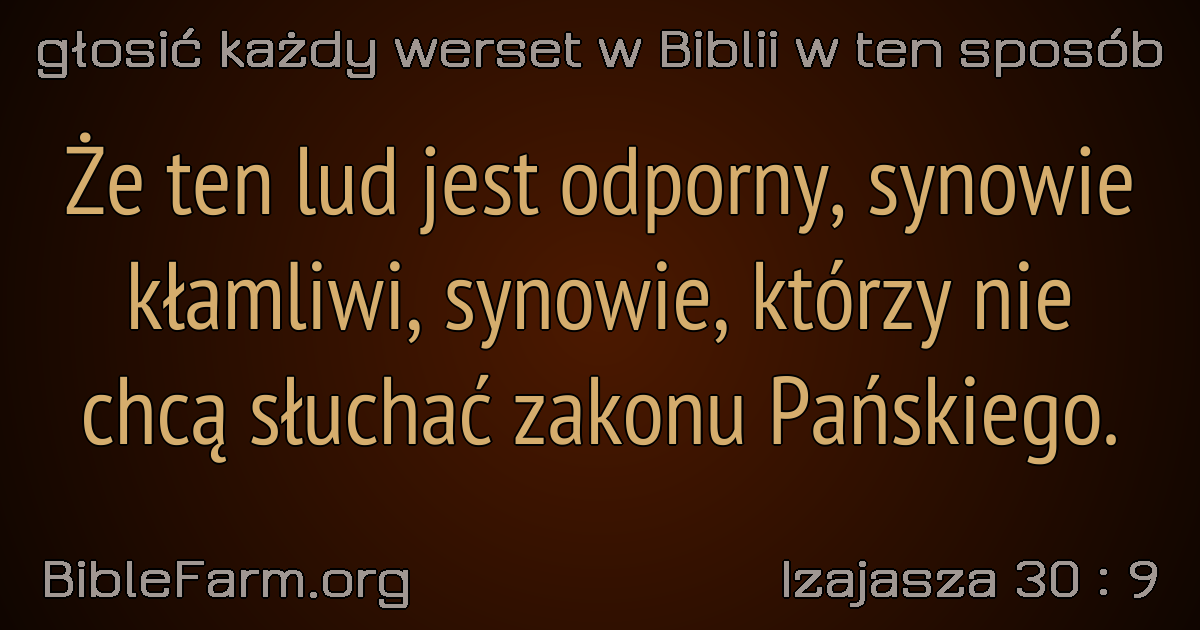 głosić każdy werset w Biblii w ten sposób
Że ten lud jest odporny, synowie
kłamliwi, synowie, którzy nie
chcą słuchać zakonu Pańskiego.
BibleFarm.org
Izajasza 30 : 9